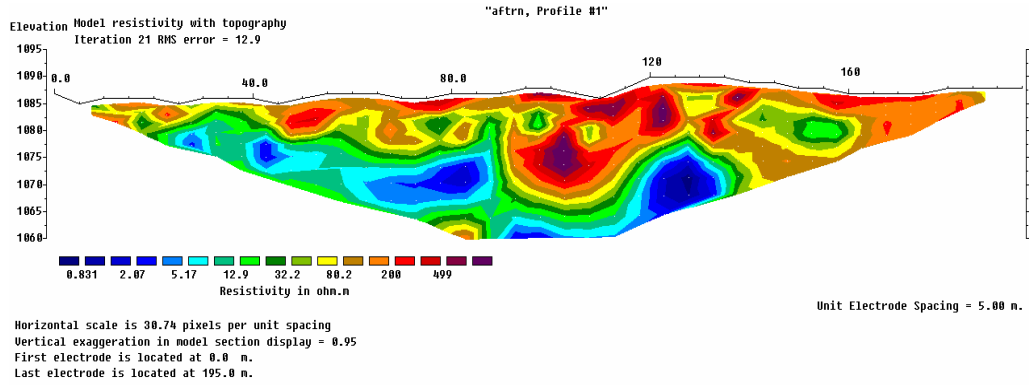 "aftrn, Profile #1"
Elevation Model resistivity with topography
Iteration 21 RMS error = 12.9
1095
1090
1085
1080
1075
1070
1065
1060
0.0 40.0 80.0 120 160
0.831 2.07 5.17 12.9 32.2 80.2 200 499
Resistivity in ohm.m
Unit Electrode Spacing = 5.00 m.
Horizontal scale is 30.74 pixels per unit spacing
Vertical exaggeration in model section display = 0.95
First electrode is located at 0.0 m.
Last electrode is located at 195.0 m.